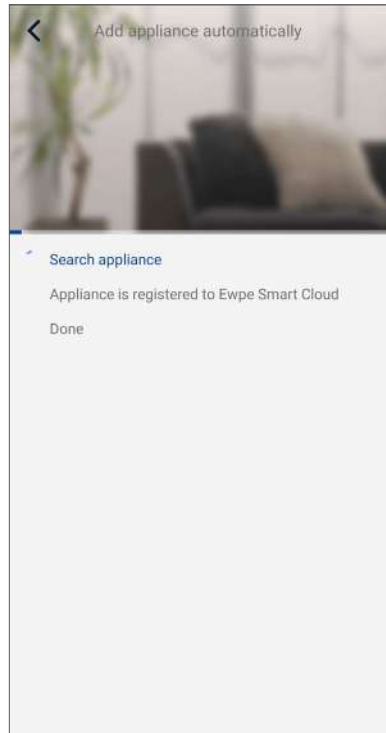 Add appliance automatically
Search appliance
Appliance is registered to Ewpe Smart Cloud
Done